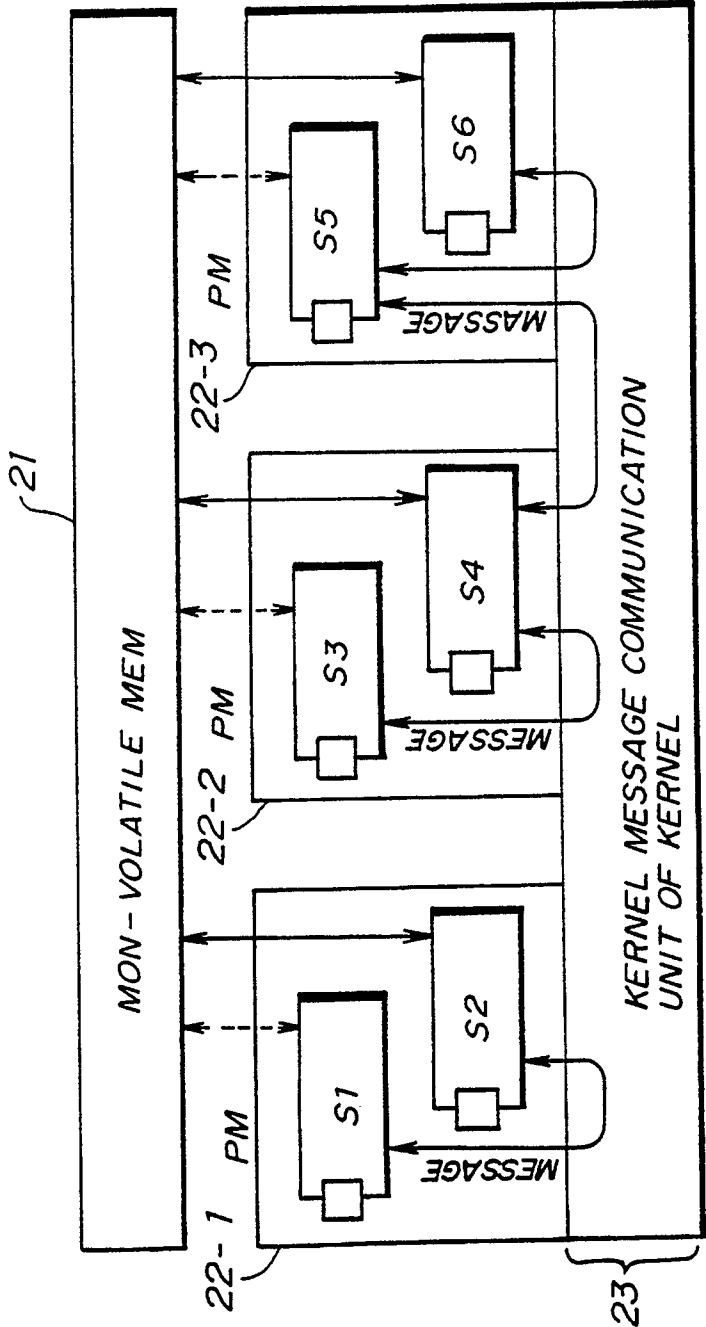 21
MON-VOLATILE MEM
22-1
PM
22-2
PM
22-3
PM
S1
S2
MESSAGE
S3
S4
MESSAGE
S5
S6
MASSAGE
23
KERNEL MESSAGE COMMUNICATION
UNIT OF KERNEL